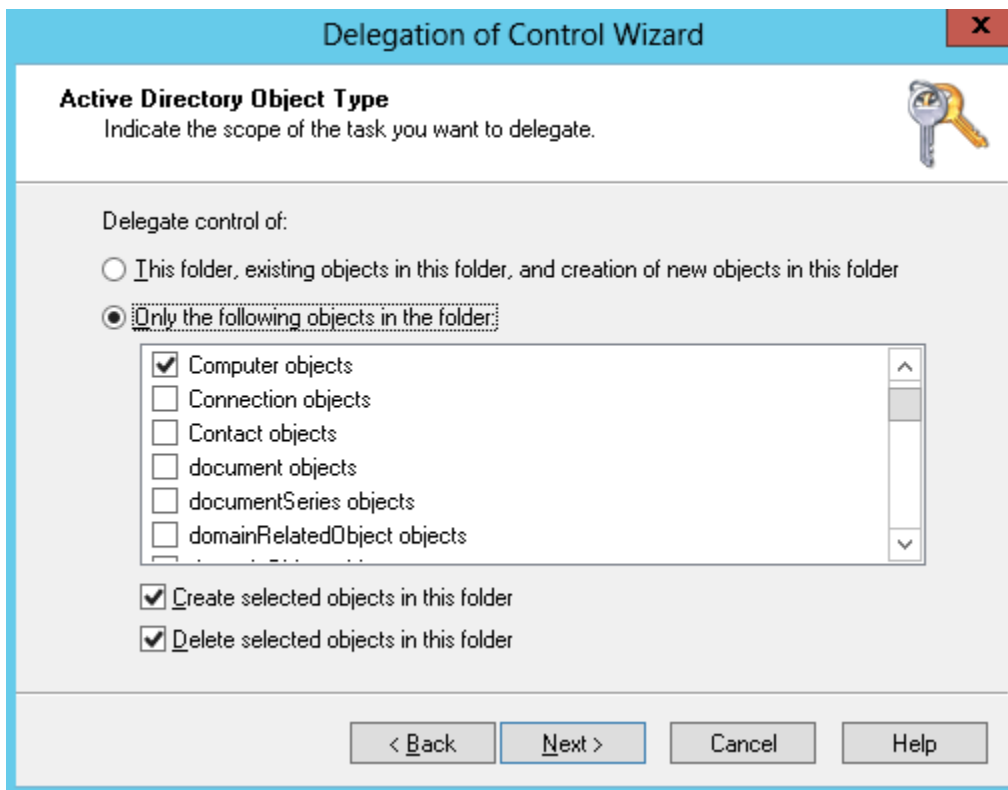 Delegation of Control Wizard
x
Active Directory Object Type
Indicate the scope of the task you want to delegate.
Delegate control of:
This folder, existing objects in this folder, and creation of new objects in this folder
Only the following objects in the folder:
Computer objects
Connection objects
Contact objects
document objects
documentSeries objects
domainRelatedObject objects
Create selected objects in this folder
Delete selected objects in this folder
< Back
Next >
Cancel
Help